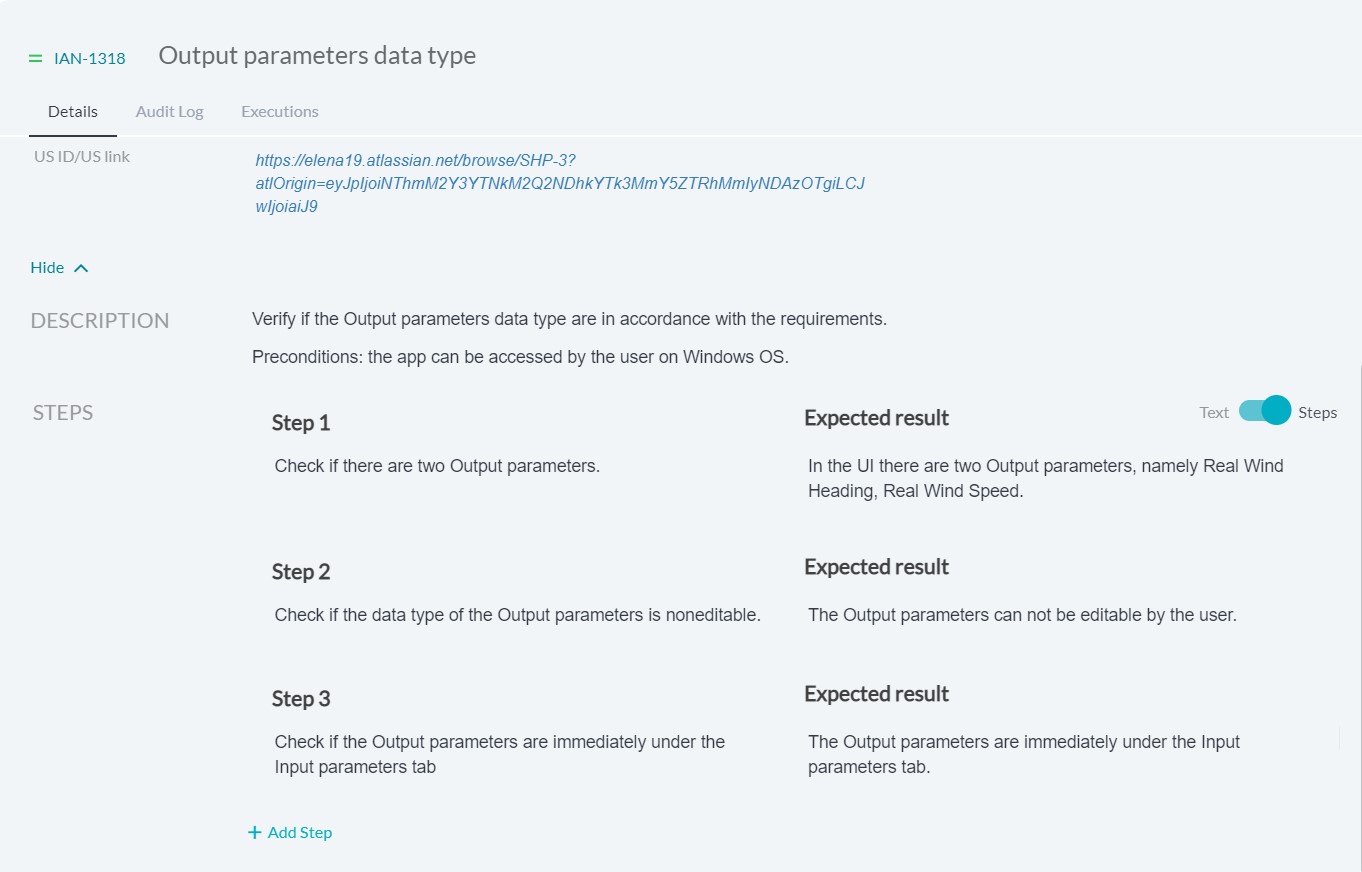 IAN-1318 Output parameters data type
Details Audit Log Executions
US ID/US link
https://elena19.atlassian.net/browse/SHP-3?
atlOrigin=eyJpIjoiNThmM2Y3YTNkM2Q2NDhkYTk3MmY5ZTRhMmIyNDAzOTgiLCJ
wIjoiaiJ9
Hide
DESCRIPTION
Verify if the Output parameters data type are in accordance with the requirements.
Preconditions: the app can be accessed by the user on Windows OS.
STEPS
Text Steps
Step 1
Check if there are two Output parameters.
Expected result
In the UI there are two Output parameters, namely Real Wind
Heading, Real Wind Speed.
Step 2
Check if the data type of the Output parameters is noneditable.
Expected result
The Output parameters can not be editable by the user.
Step 3
Check if the Output parameters are immediately under the
Input parameters tab
Expected result
The Output parameters are immediately under the Input
parameters tab.
+ Add Step